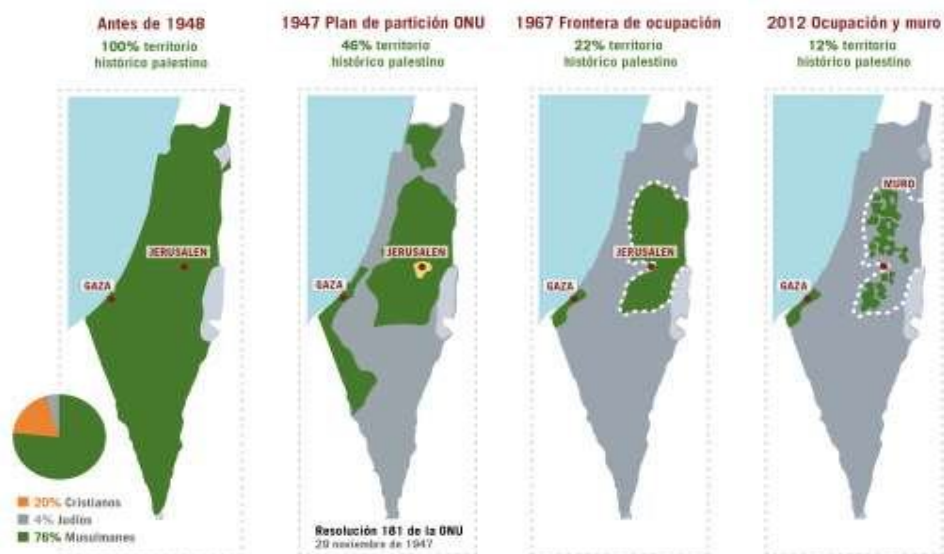 Antes de 1948
100% territorio
histórico palestino
1947 Plan de partición ONU
46% territorio
histórico palestino
1967 Frontera de ocupación
22% territorio
histórico palestino
2012 Ocupación y muro
12% territorio
histórico palestino
JERUSALEN
GAZA
20% Cristianos
4% Judíos
76% Musulmanes
JERUSALEN
GAZA
Resolución 181 de la ONU
29 noviembre de 1947
JERUSALEN
GAZA
MURO
GAZA